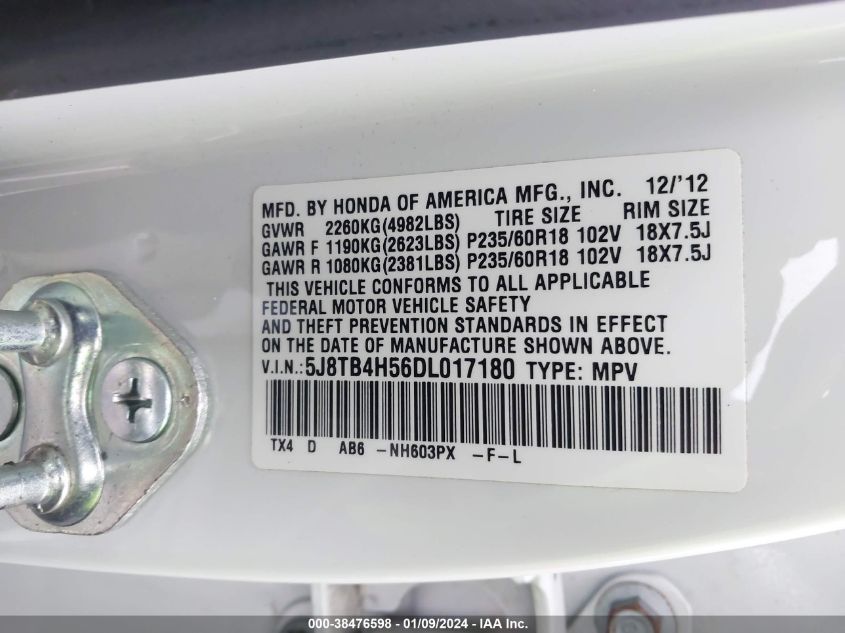 MFD. BY HONDA OF AMERICA MFG., INC. 12/'12
GVWR 2260KG(4982LBS) TIRE SIZE RIM SIZE
GAWR F 1190KG(2623LBS) P235/60R18 102V 18X7.5J
GAWR R 1080KG(2381LBS) P235/60R18 102V 18X7.5J
THIS VEHICLE CONFORMS TO ALL APPLICABLE
FEDERAL MOTOR VEHICLE SAFETY
AND THEFT PREVENTION STANDARDS IN EFFECT
ON THE DATE OF MANUFACTURE SHOWN ABOVE.
V.I.N.:5J8TB4H56DL017180 TYPE: MPV
TX4 D AB6 -NH603PX -F-L
000-38476598 - 01/09/2024 - IAA Inc.